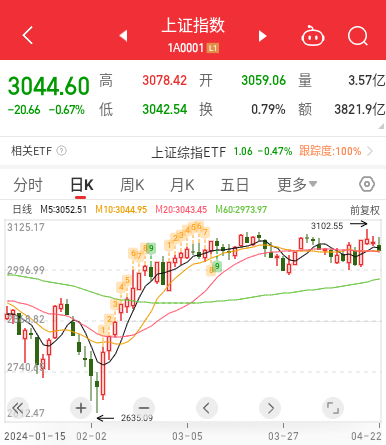 上证指数
1A0001 L1
3044.60 高 3078.42 开 3059.06 量 3.57亿
-20.66 -0.67% 低 3042.54 换 0.79% 额 3821.9亿
相关ETF ? 上证综指ETF 1.06 -0.47% 跟踪度:100%
分时 日K 周K 月K 五日 更多
日线 M5:3052.51 M10:3044.95 M20:3043.45 M60:2973.97 前复权
3125.17 3102.55
2996.99
2868.82
2740.
2635.09
2024-01-15 02-02 03-05 03-27 04-22